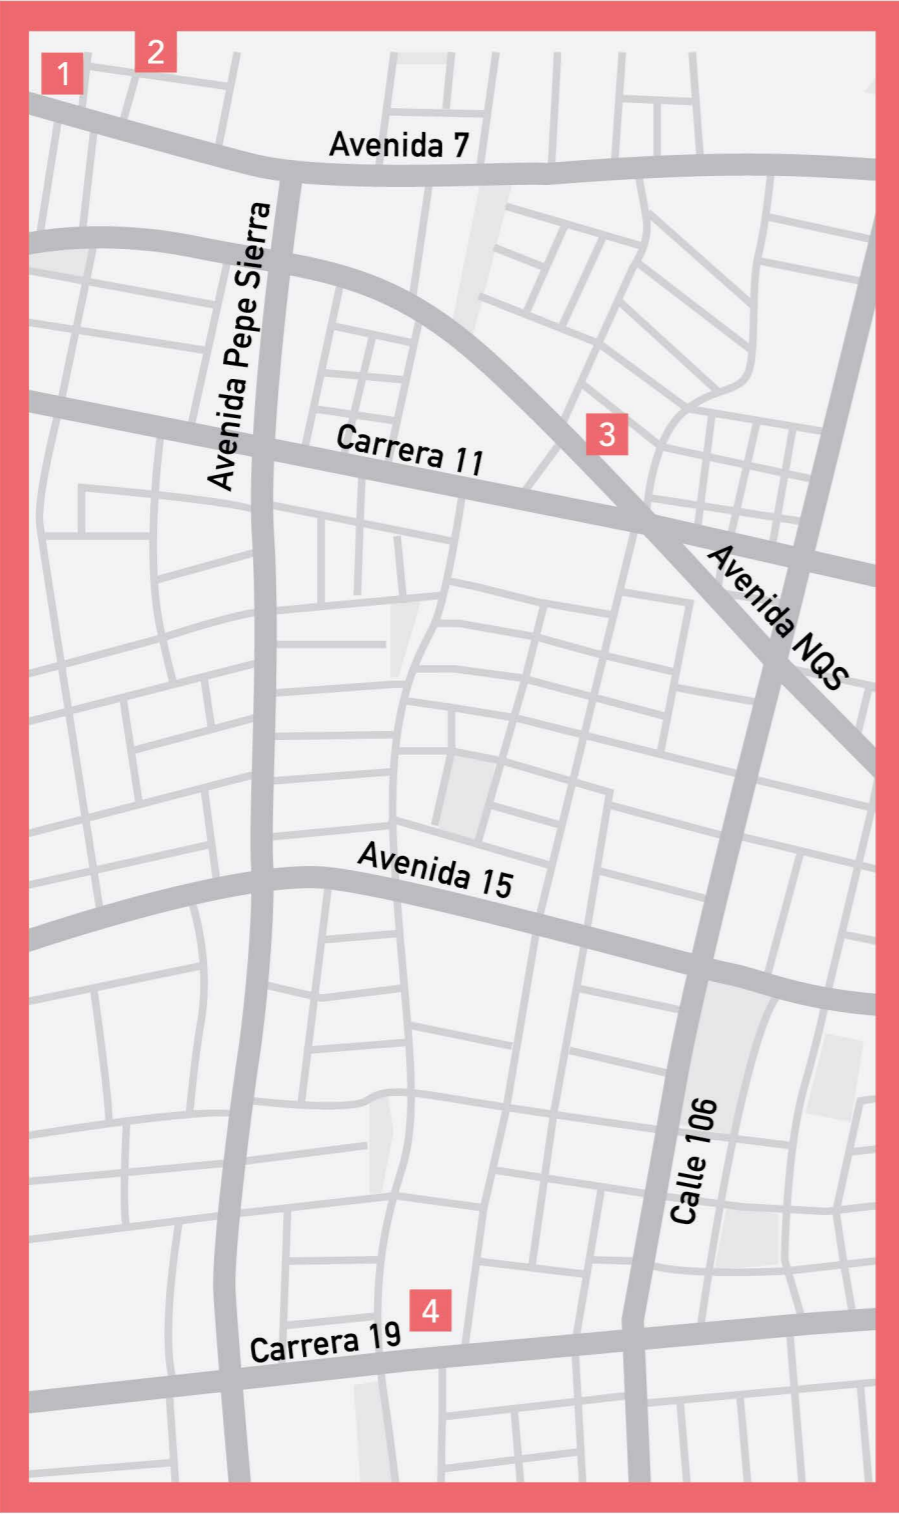 1
2
Avenida 7
Avenida Pepe Sierra
3
Carrera 11
Avenida NQS
Avenida 15
Calle 106
4
Carrera 19